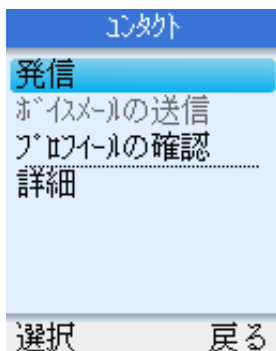 ｺﾝﾀｸﾄ
発信
ﾎﾞｲｽﾒｰﾙの送信
ﾌﾟﾛﾌｨｰﾙの確認
詳細
選択 戻る